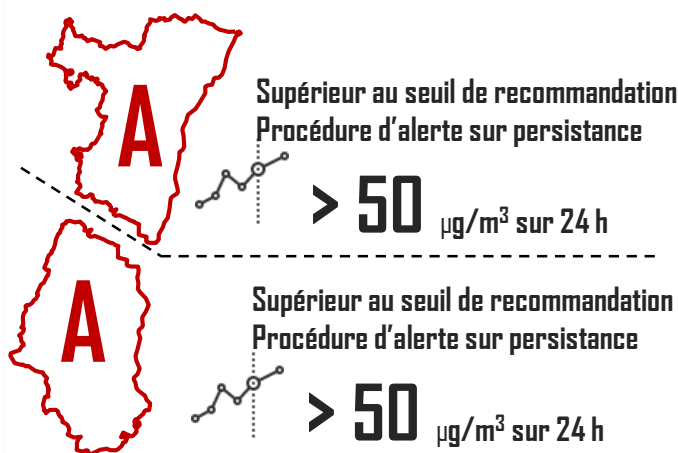 A
Supérieur au seuil de recommandation
Procédure d'alerte sur persistance
> 50 µg/m³ sur 24 h
A
Supérieur au seuil de recommandation
Procédure d'alerte sur persistance
> 50 µg/m³ sur 24 h